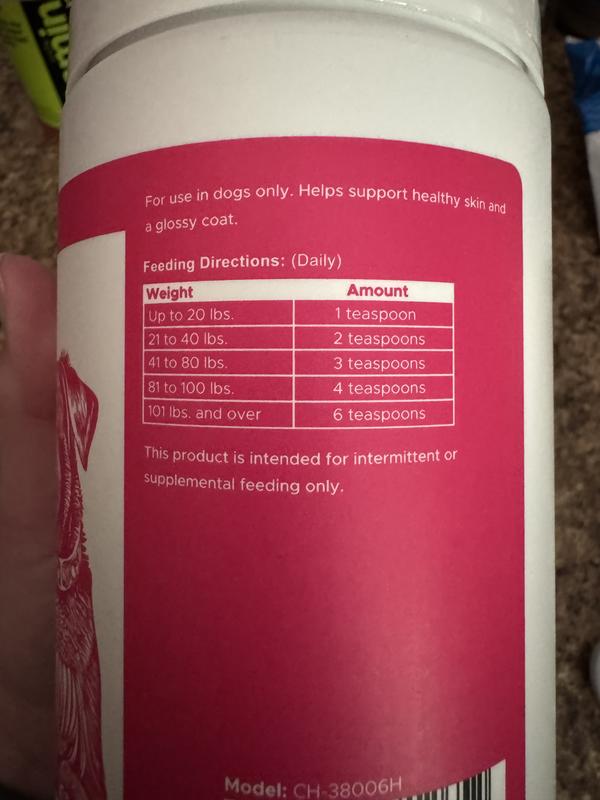 For use in dogs only. Helps support healthy skin and
a glossy coat.
Feeding Directions: (Daily)
Weight Amount
Up to 20 lbs. 1 teaspoon
21 to 40 lbs. 2 teaspoons
41 to 80 lbs. 3 teaspoons
81 to 100 lbs. 4 teaspoons
101 lbs. and over 6 teaspoons
This product is intended for intermittent or
supplemental feeding only.
Model: CH-38006H